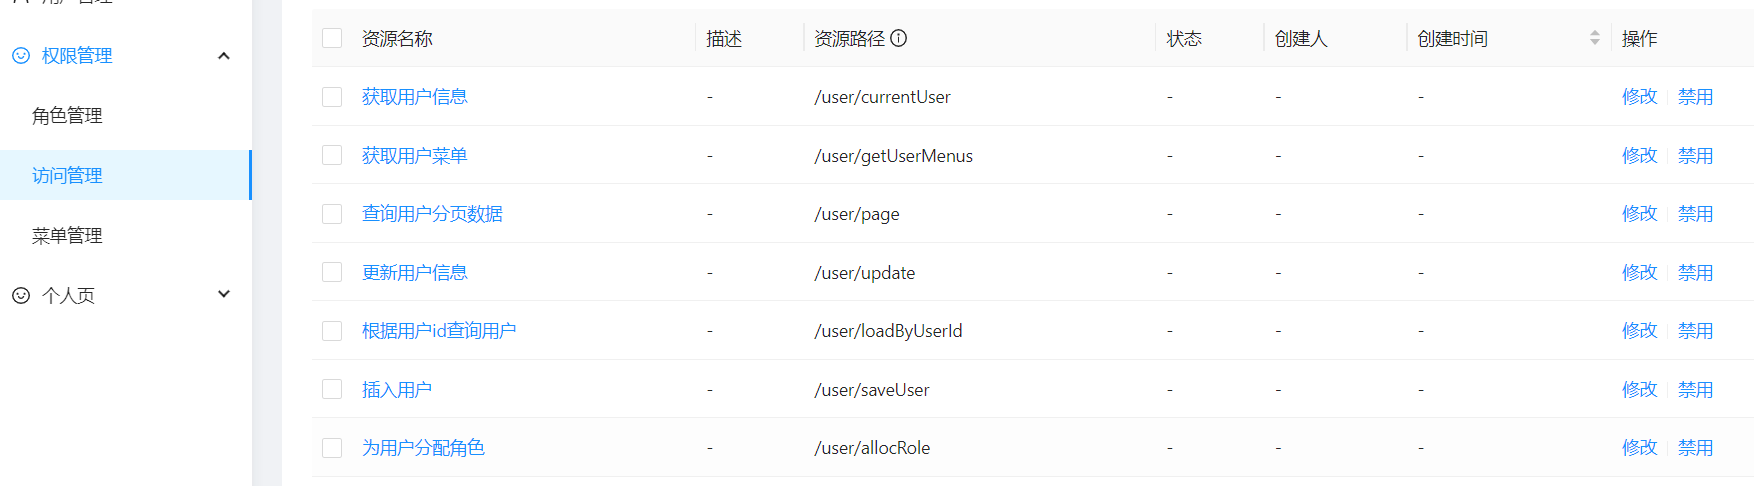 权限管理
角色管理
访问管理
菜单管理
个人页
资源名称 描述 资源路径 状态 创建人 创建时间 操作
获取用户信息 - /user/currentUser - - - 修改 禁用
获取用户菜单 - /user/getUserMenus - - - 修改 禁用
查询用户分页数据 - /user/page - - - 修改 禁用
更新用户信息 - /user/update - - - 修改 禁用
根据用户id查询用户 - /user/loadByUserId - - - 修改 禁用
插入用户 - /user/saveUser - - - 修改 禁用
为用户分配角色 - /user/allocRole - - - 修改 禁用